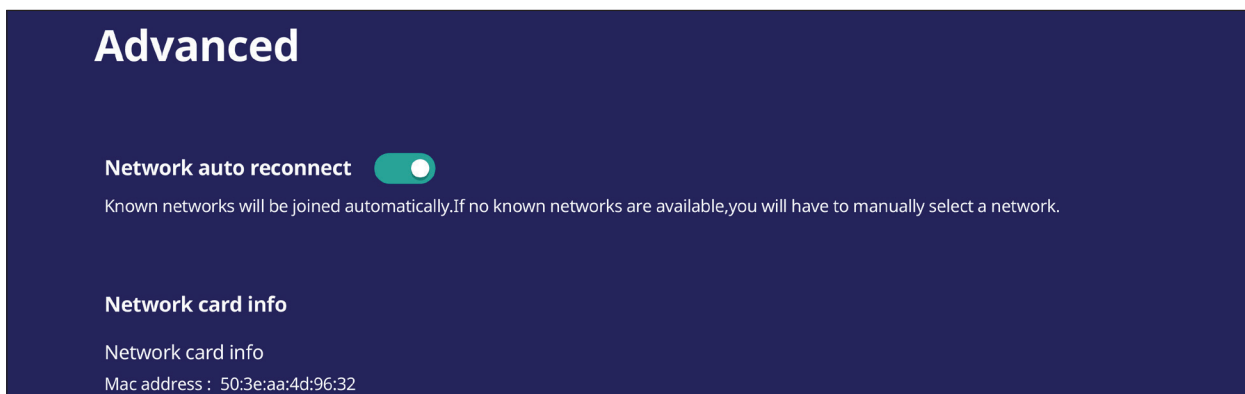 Advanced
Network auto reconnect
Known networks will be joined automatically.If no known networks are available,you will have to manually select a network.
Network card info
Network card info
Mac address : 50:3e:aa:4d:96:32